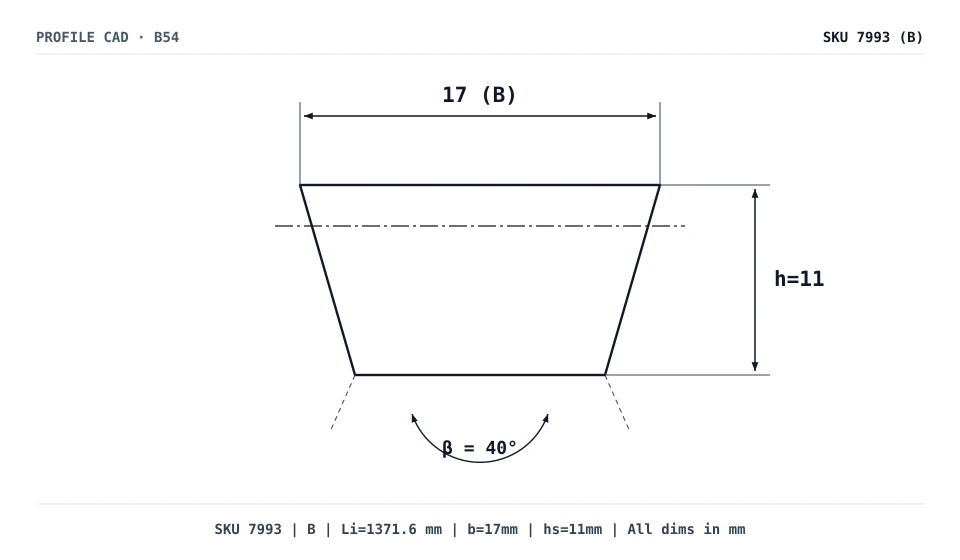 PROFILE CAD · B54
SKU 7993 (B)
17 (B)
h=11
β = 40°
SKU 7993 | B | Li=1371.6 mm | b=17mm | hs=11mm | All dims in mm